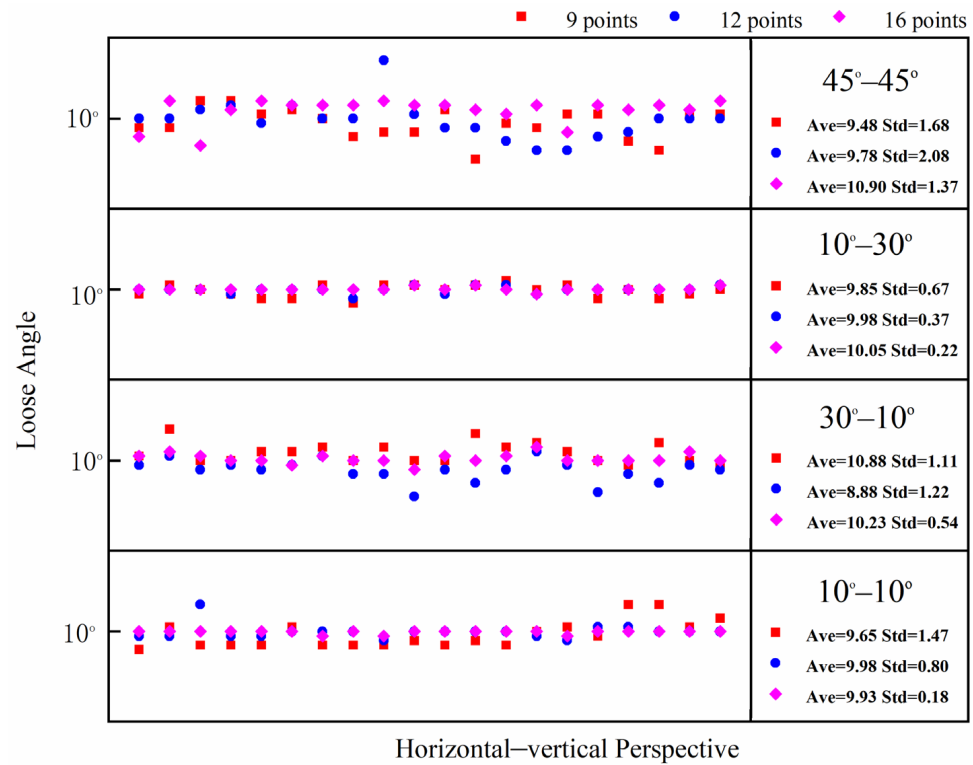 9 points 12 points 16 points
45°–45°
10°
Ave=9.48 Std=1.68
Ave=9.78 Std=2.08
Ave=10.90 Std=1.37
10°–30°
10°
Ave=9.85 Std=0.67
Ave=9.98 Std=0.37
Ave=10.05 Std=0.22
Loose Angle
30°–10°
10°
Ave=10.88 Std=1.11
Ave=8.88 Std=1.22
Ave=10.23 Std=0.54
10°–10°
10°
Ave=9.65 Std=1.47
Ave=9.98 Std=0.80
Ave=9.93 Std=0.18
Horizontal–vertical Perspective